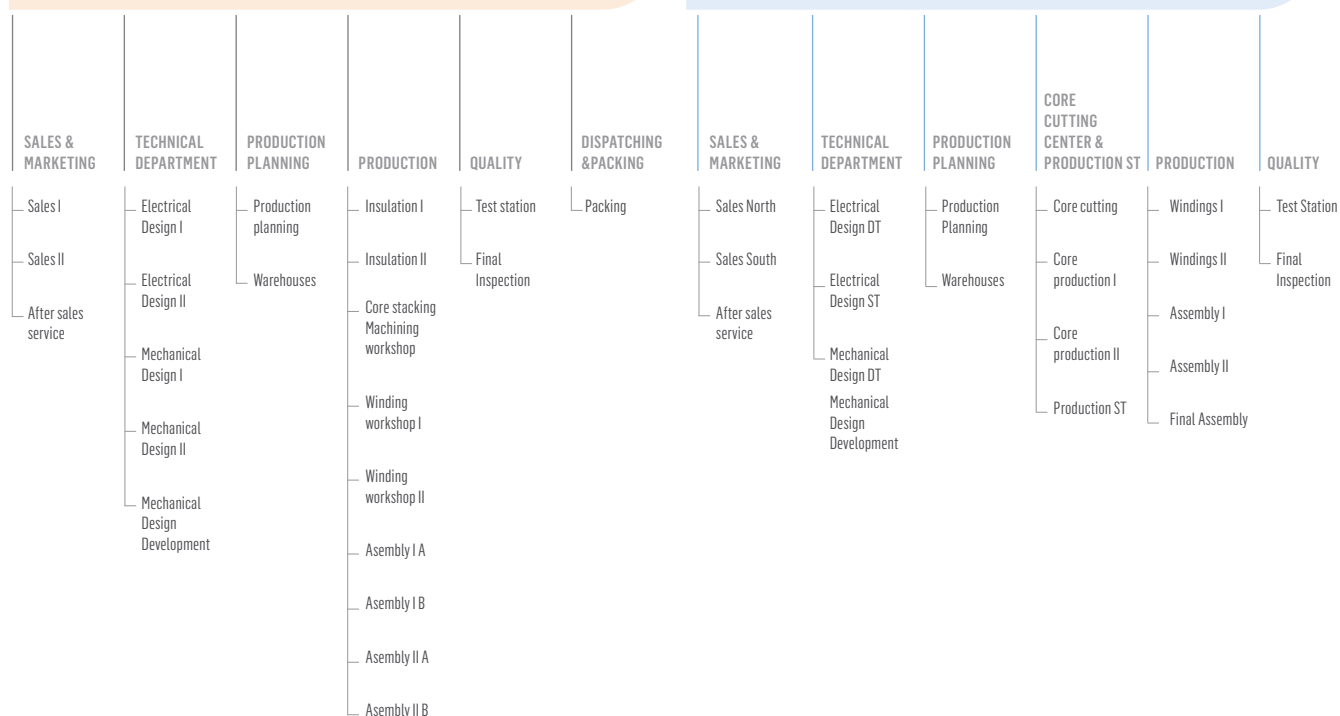 SALES &
MARKETING
Sales I
Sales II
After sales
service
TECHNICAL
DEPARTMENT
Electrical
Design I
Electrical
Design II
Mechanical
Design I
Mechanical
Design II
Mechanical
Design
Development
PRODUCTION
PLANNING
Production
planning
Warehouses
PRODUCTION
Insulation I
Insulation II
Core stacking
Machining
workshop
Winding
workshop I
Winding
workshop II
Asembly I A
Asembly I B
Asembly II A
Asembly II B
QUALITY
Test station
Final
Inspection
DISPATCHING
&PACKING
Packing
SALES &
MARKETING
Sales North
Sales South
After sales
service
TECHNICAL
DEPARTMENT
Electrical
Design DT
Electrical
Design ST
Mechanical
Design DT
Mechanical
Design
Development
PRODUCTION
PLANNING
Production
Planning
Warehouses
CORE
CUTTING
CENTER &
PRODUCTION ST
Core cutting
Core
production I
Core
production II
Production ST
PRODUCTION
Windings I
Windings II
Assembly I
Assembly II
Final Assembly
QUALITY
Test Station
Final
Inspection